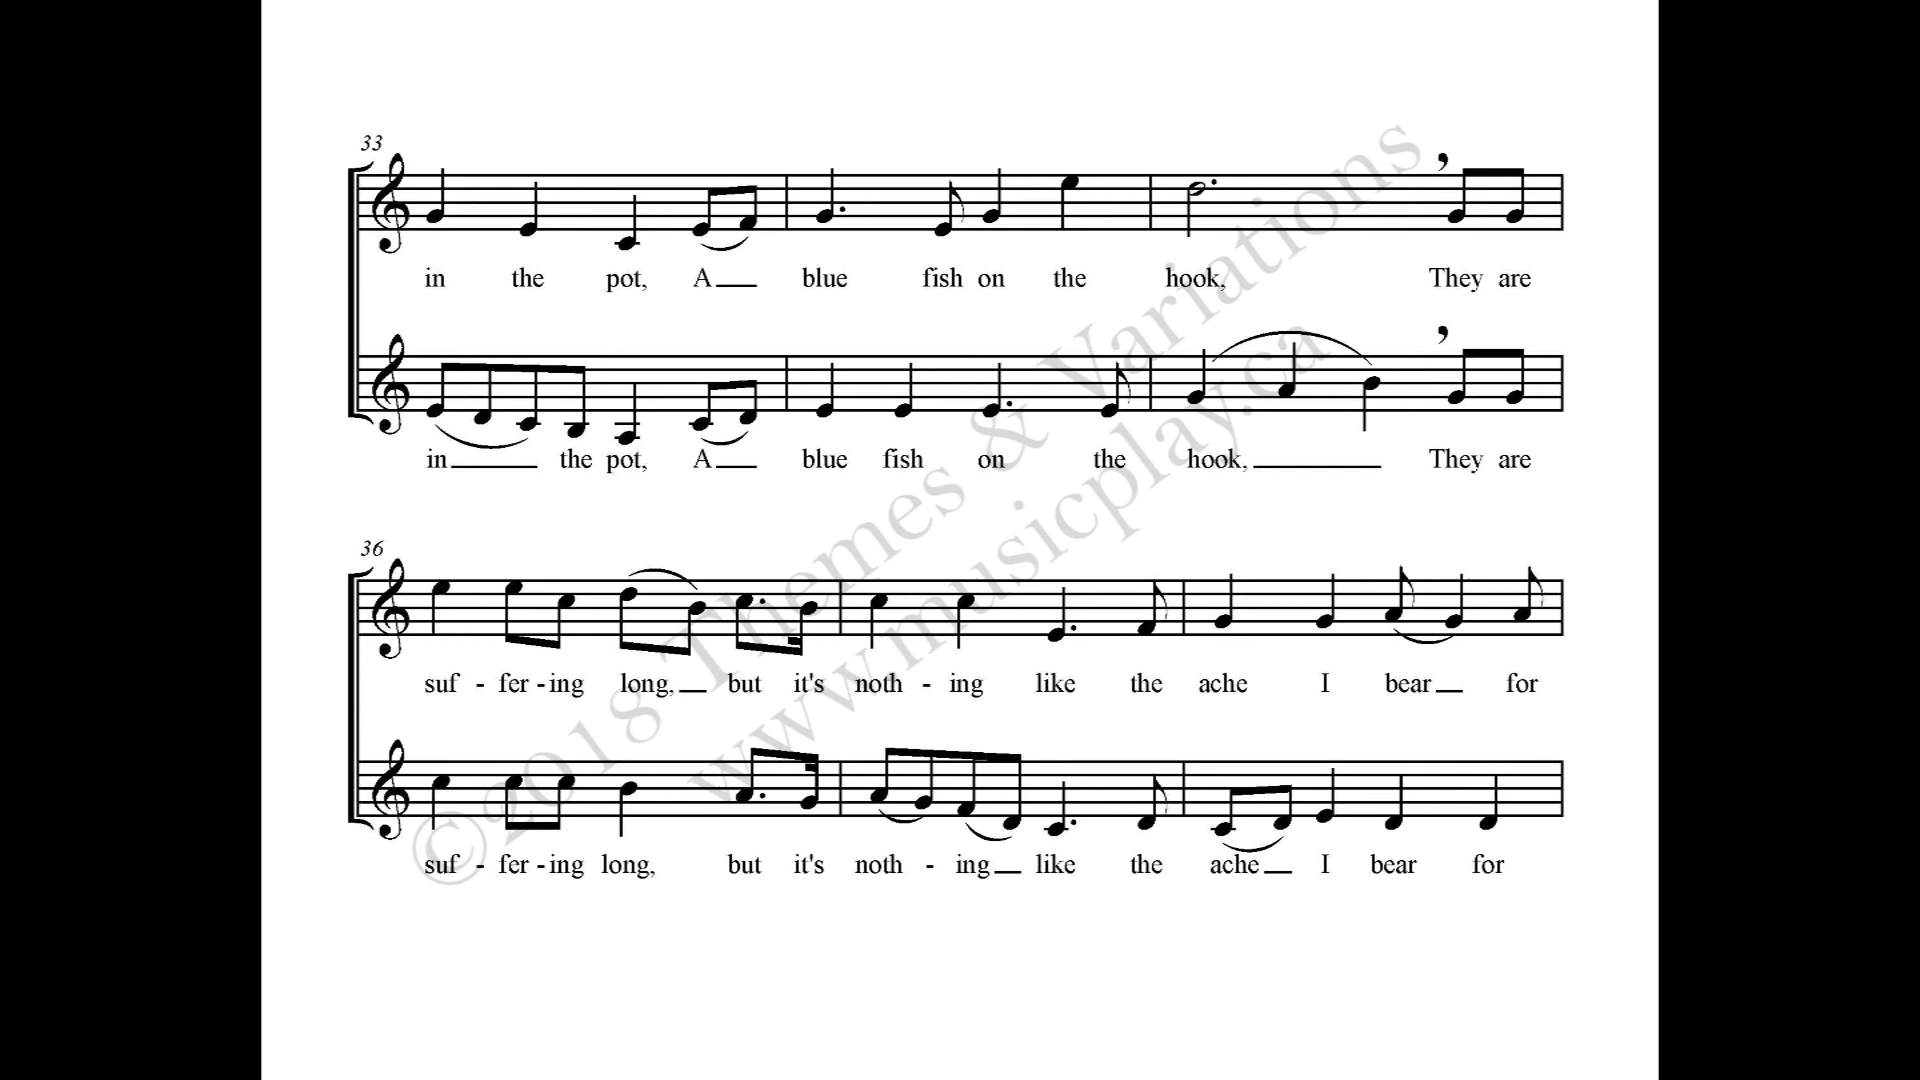 33
in the pot, A blue fish on the hook, They are
in the pot, A blue fish on the hook, They are
36
suf - fer - ing long, but it's noth - ing like the ache I bear for
suf - fer - ing long, but it's noth - ing like the ache I bear for
©2018 Themes & Variations
www.musicplay.ca